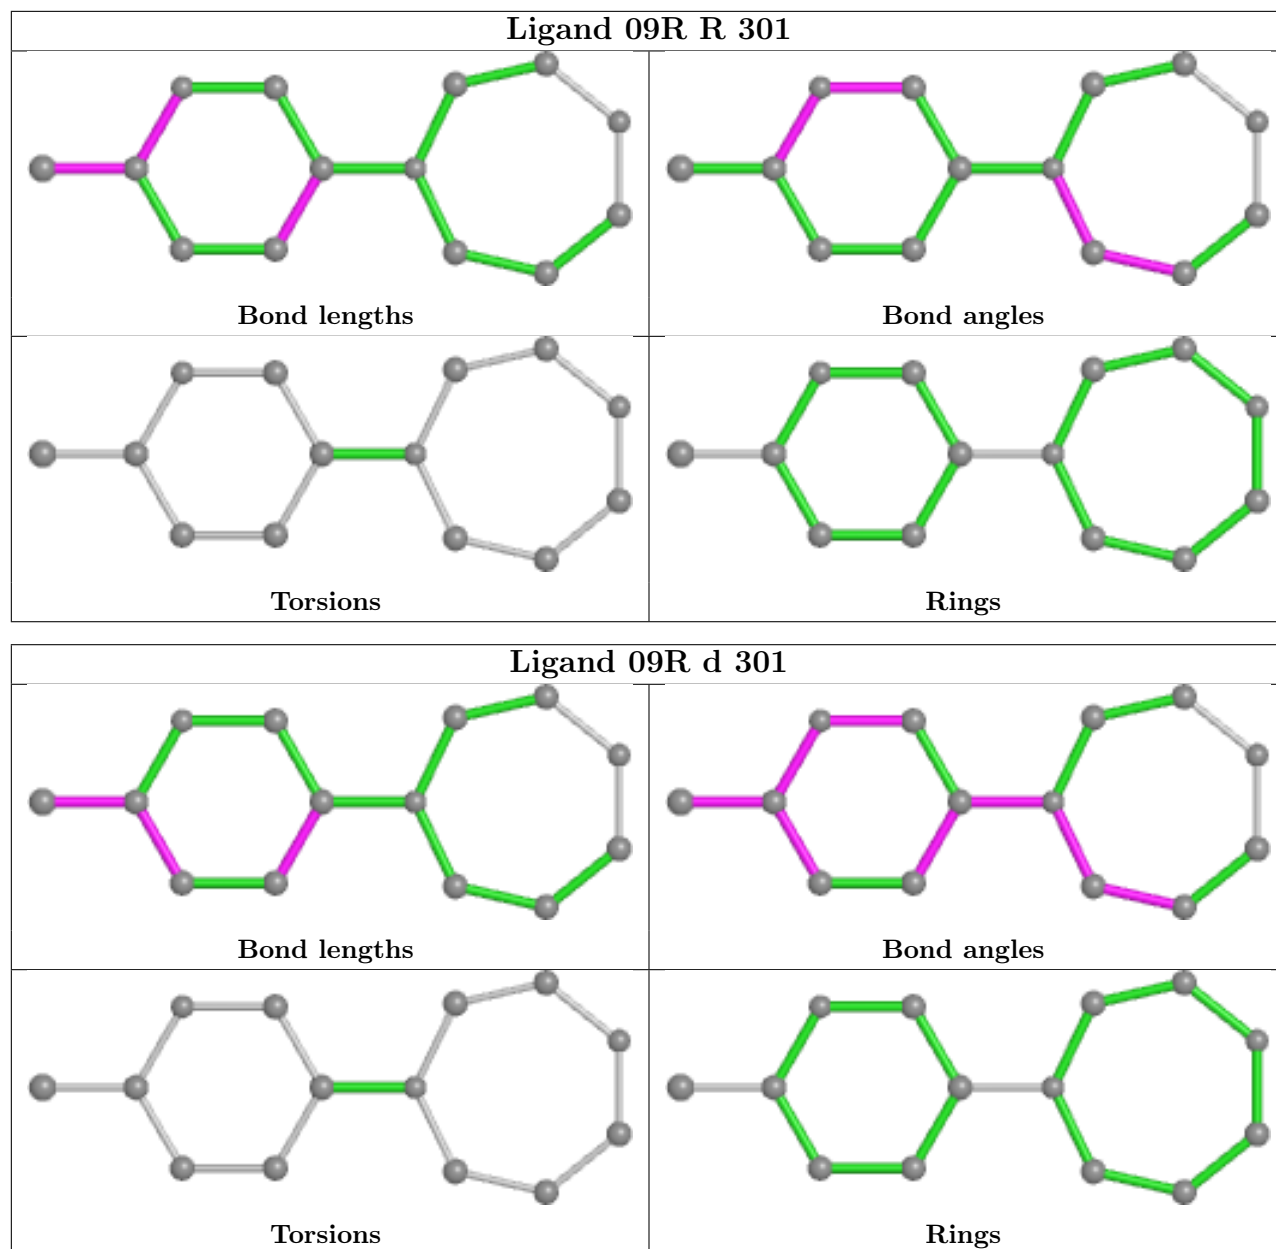 Ligand 09R R 301
Bond lengths
Bond angles
Torsions
Rings
Ligand 09R d 301
Bond lengths
Bond angles
Torsions
Rings